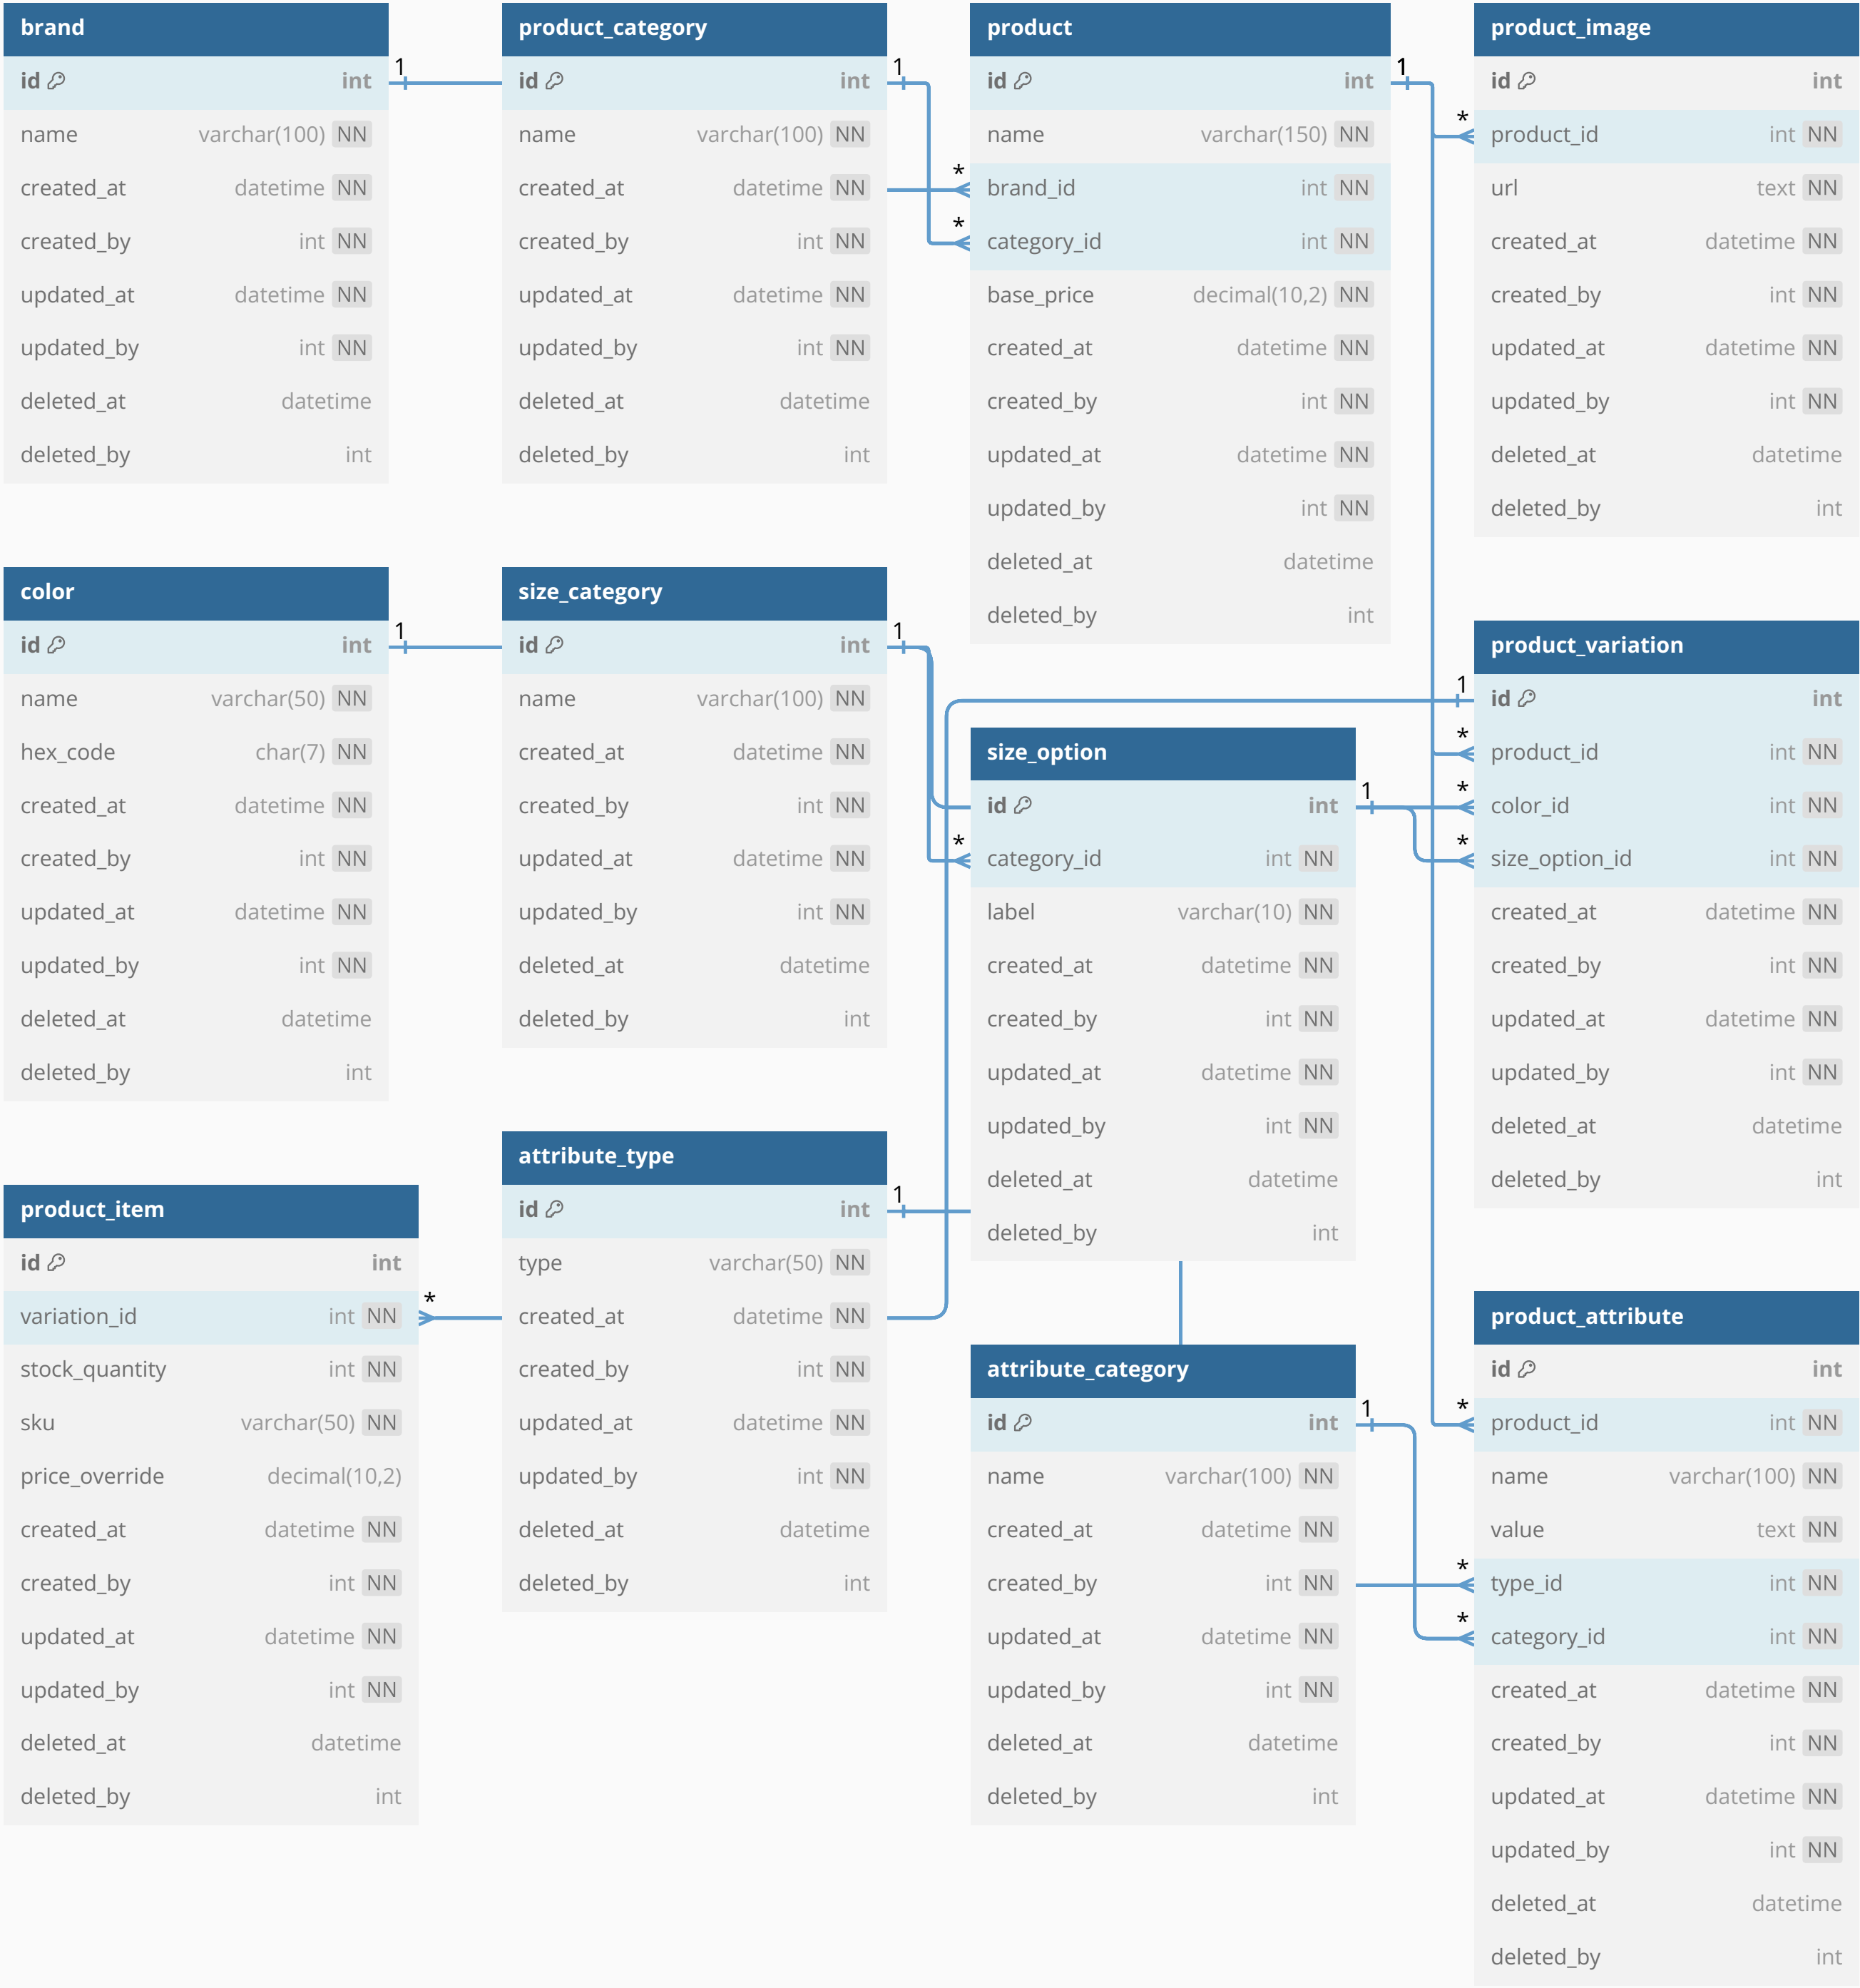 brand
id int
name varchar(100) NN
created_at datetime NN
created_by int NN
updated_at datetime NN
updated_by int NN
deleted_at datetime
deleted_by int
1
product_category
id int
name varchar(100) NN
created_at datetime NN
created_by int NN
updated_at datetime NN
updated_by int NN
deleted_at datetime
deleted_by int
1
*
*
product
id int
name varchar(150) NN
brand_id int NN
category_id int NN
base_price decimal(10,2) NN
created_at datetime NN
created_by int NN
updated_at datetime NN
updated_by int NN
deleted_at datetime
deleted_by int
1
*
product_image
id int
product_id int NN
url text NN
created_at datetime NN
created_by int NN
updated_at datetime NN
updated_by int NN
deleted_at datetime
deleted_by int
color
id int
name varchar(50) NN
hex_code char(7) NN
created_at datetime NN
created_by int NN
updated_at datetime NN
updated_by int NN
deleted_at datetime
deleted_by int
1
size_category
id int
name varchar(100) NN
created_at datetime NN
created_by int NN
updated_at datetime NN
updated_by int NN
deleted_at datetime
deleted_by int
1
*
size_option
id int
category_id int NN
label varchar(10) NN
created_at datetime NN
created_by int NN
updated_at datetime NN
updated_by int NN
deleted_at datetime
deleted_by int
1
1
*
*
*
product_variation
id int
product_id int NN
color_id int NN
size_option_id int NN
created_at datetime NN
created_by int NN
updated_at datetime NN
updated_by int NN
deleted_at datetime
deleted_by int
product_item
id int
variation_id int NN
stock_quantity int NN
sku varchar(50) NN
price_override decimal(10,2)
created_at datetime NN
created_by int NN
updated_at datetime NN
updated_by int NN
deleted_at datetime
deleted_by int
*
attribute_type
id int
type varchar(50) NN
created_at datetime NN
created_by int NN
updated_at datetime NN
updated_by int NN
deleted_at datetime
deleted_by int
1
attribute_category
id int
name varchar(100) NN
created_at datetime NN
created_by int NN
updated_at datetime NN
updated_by int NN
deleted_at datetime
deleted_by int
1
*
*
*
product_attribute
id int
product_id int NN
name varchar(100) NN
value text NN
type_id int NN
category_id int NN
created_at datetime NN
created_by int NN
updated_at datetime NN
updated_by int NN
deleted_at datetime
deleted_by int